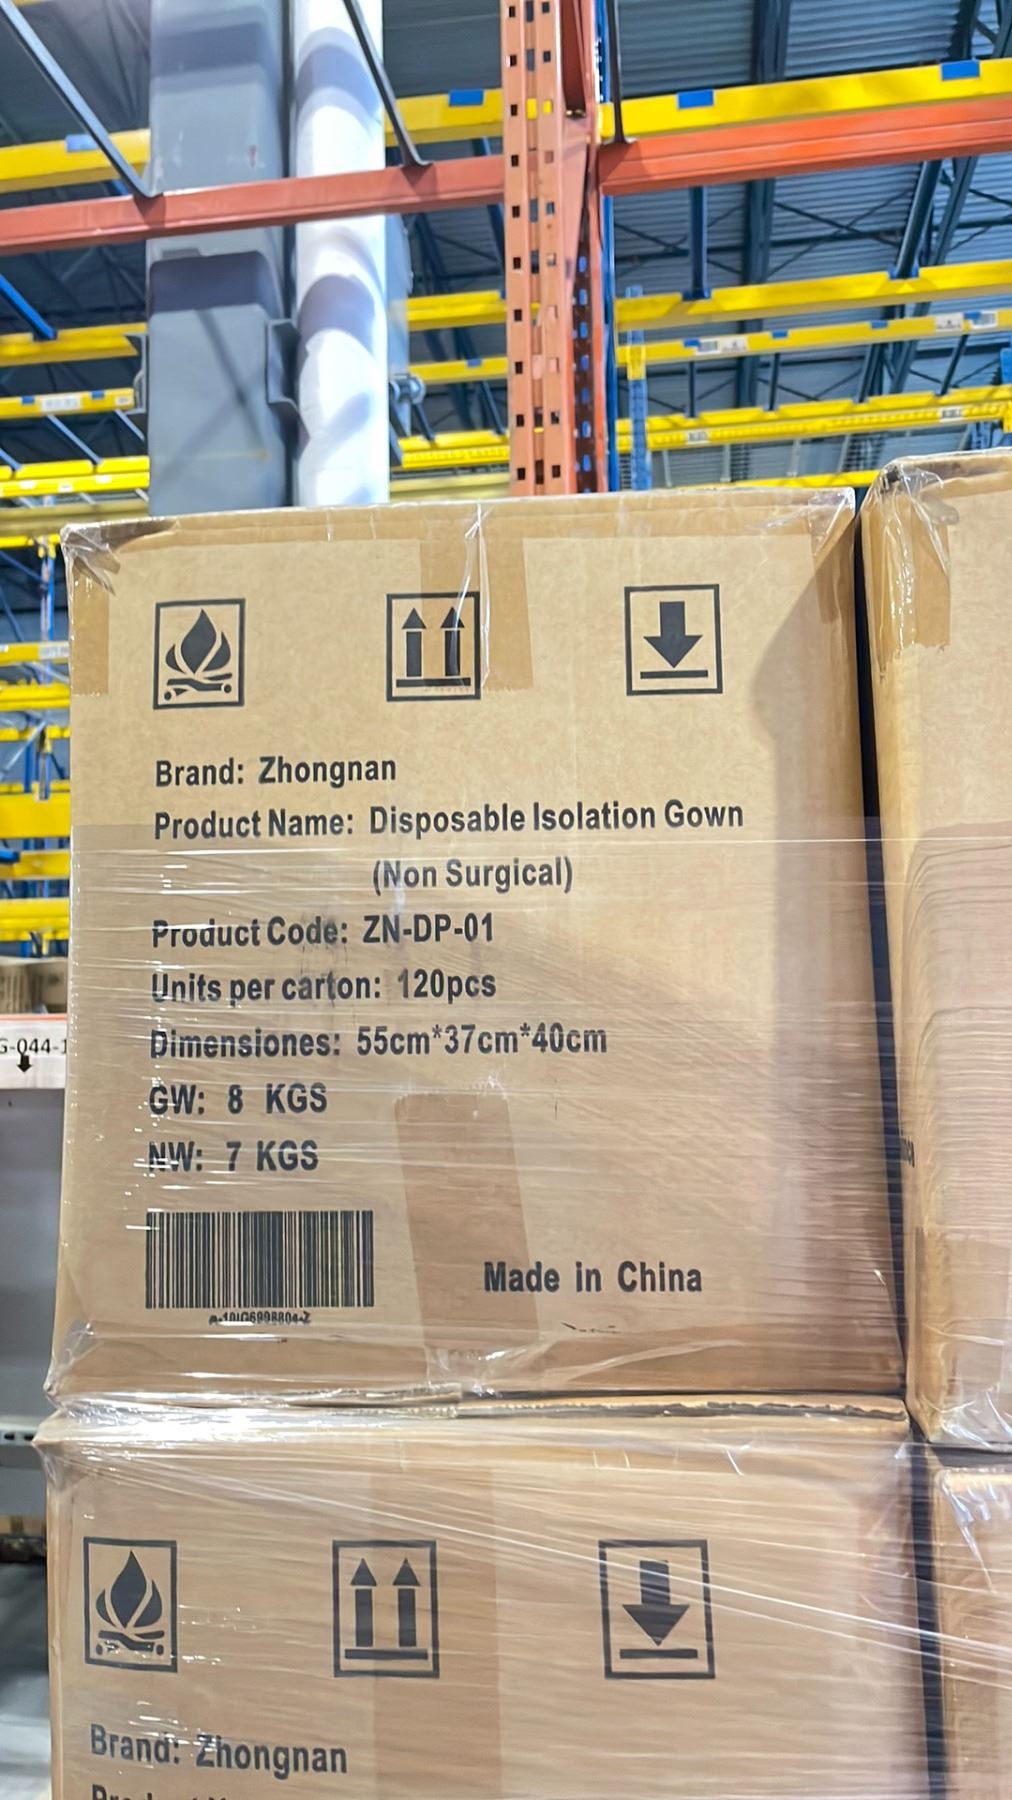 Brand: Zhongnan
Product Name: Disposable Isolation Gown
(Non Surgical)
Product Code: ZN-DP-01
Units per carton: 120pcs
Dimensiones: 55cm*37cm*40cm
GW: 8 KGS
NW: 7 KGS
Made in China
Brand: Zhongnan